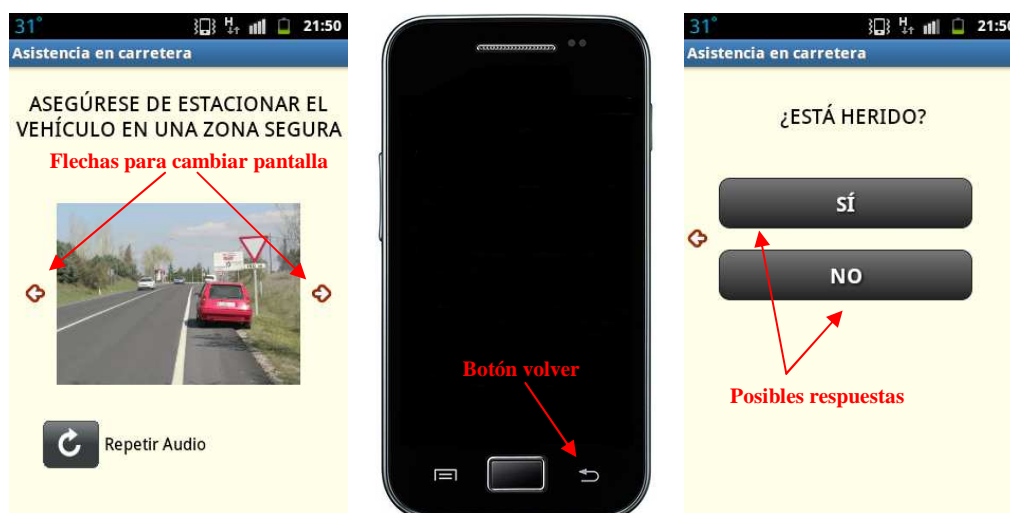 31°
21:50
Asistencia en carretera
ASEGÚRESE DE ESTACIONAR EL
VEHÍCULO EN UNA ZONA SEGURA
Flechas para cambiar pantalla
Repetir Audio
Botón volver
31°
21:50
Asistencia en carretera
¿ESTÁ HERIDO?
SÍ
NO
Posibles respuestas